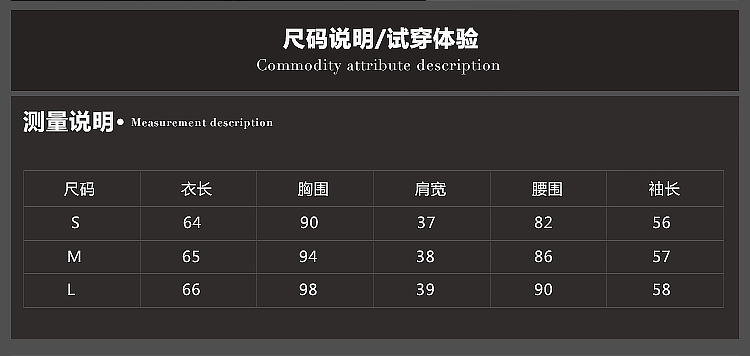 尺码说明/试穿体验
Commodity attribute description
测量说明• Measurement description
尺码 衣长 胸围 肩宽 腰围 袖长
S 64 90 37 82 56
M 65 94 38 86 57
L 66 98 39 90 58